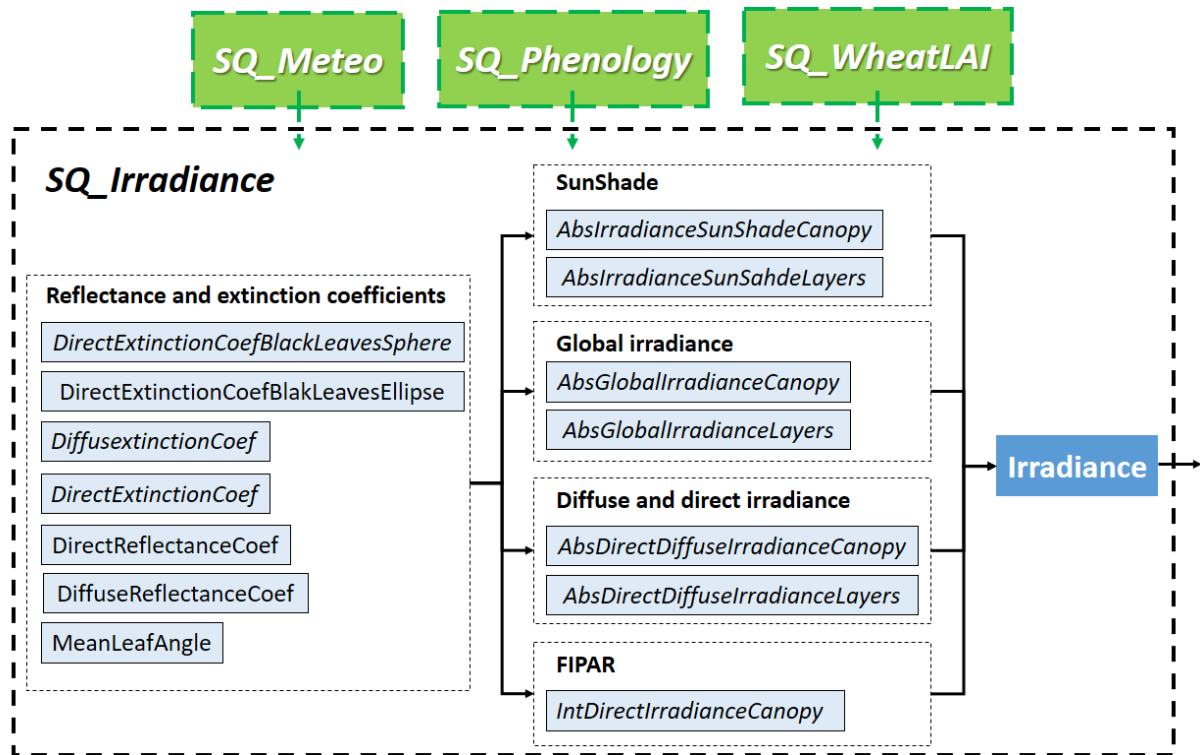 SQ_Meteo
SQ_Phenology
SQ_WheatLAI
SQ_Irradiance
Reflectance and extinction coefficients
DirectExtinctionCoefBlackLeavesSphere
DirectExtinctionCoefBlakLeavesEllipse
DiffusextinctionCoef
DirectExtinctionCoef
DirectReflectanceCoef
DiffuseReflectanceCoef
MeanLeafAngle
SunShade
AbsIrradianceSunShadeCanopy
AbsIrradianceSunSahdeLayers
Global irradiance
AbsGlobalIrradianceCanopy
AbsGlobalIrradianceLayers
Diffuse and direct irradiance
AbsDirectDiffuseIrradianceCanopy
AbsDirectDiffuseIrradianceLayers
FIPAR
IntDirectIrradianceCanopy
Irradiance